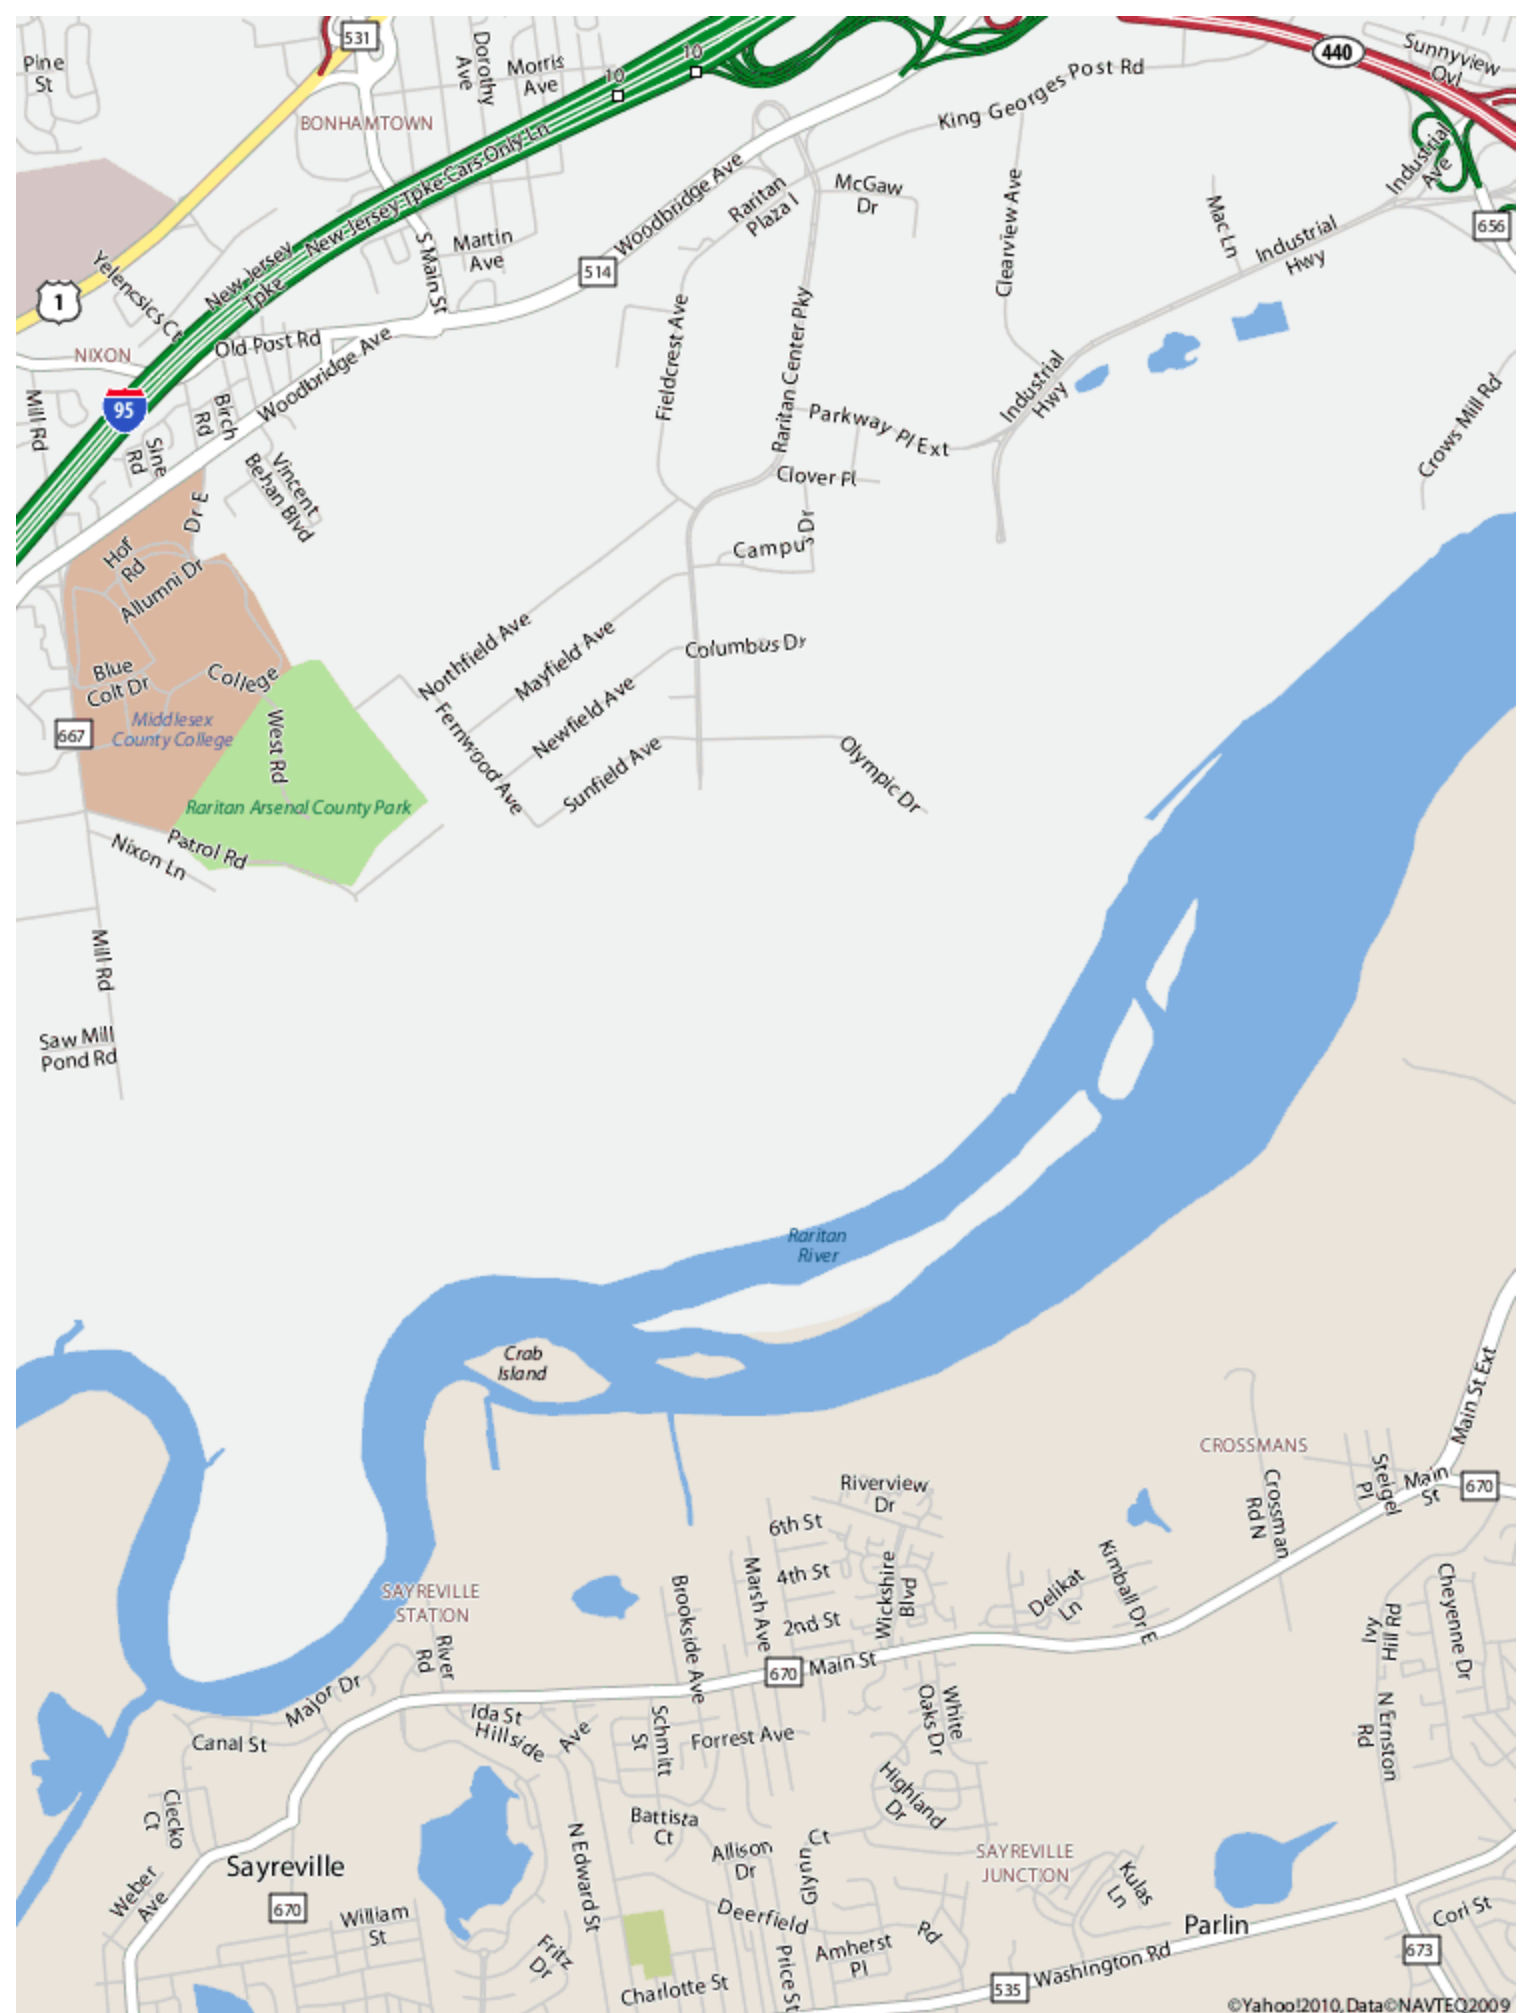 531
Pine
St
Dorothy
Ave
Morris
Ave
10
10
440
Sunnyview
Ovl
BONHAMTOWN
King Georges Post Rd
New Jersey Tpke Cars Only Ln
Woodbridge Ave
Industrial
Ave
Raritan
Plaza I
McGaw
Dr
Clearview Ave
Mac Ln
656
Industrial
Hwy
Yelencsics Ct
New Jersey
Tpke
S Main St
Martin
Ave
514
1
NIXON
Old Post Rd
Woodbridge Ave
Fieldcrest Ave
Raritan Center Pky
Industrial
Hwy
95
Mill Rd
Birch
Rd
Sine
Rd
Parkway Pl Ext
Crows Mill Rd
Vincent
Behan Blvd
Clover Pl
Dr E
Hof
Rd
Allumni Dr
Campus Dr
Northfield Ave
Mayfield Ave
Columbus Dr
Blue
Colt Dr
College
Middlesex
County College
667
West Rd
Fernwood Ave
Newfield Ave
Sunfield Ave
Olympic Dr
Raritan Arsenal County Park
Nixon Ln
Patrol Rd
Mill Rd
Saw Mill
Pond Rd
Raritan
River
Crab
Island
Main St Ext
CROSSMANS
Crossman
Rd N
Steigel
Pl
Main
St
670
Riverview
Dr
6th St
4th St
2nd St
Marsh Ave
Wickshire
Blvd
Brookside Ave
Delikat
Ln
Kimball Dr E
Cheyenne Dr
Ivy
Hill Rd
SAYREVILLE
STATION
River
Rd
670
Main St
Major Dr
Canal St
Ida St
Hillside
Ave
Schmitt
St
Forrest Ave
White
Oaks Dr
N Ernston
Rd
Highland
Dr
Ciecko
Ct
Battista
Ct
Allison
Dr
Glynn
Ct
SAYREVILLE
JUNCTION
Kulas
Ln
Sayreville
670
Weber
Ave
William
St
N Edward St
Fritz
Dr
Deerfield
Rd
Amherst
Pl
Price St
Charlotte St
Parlin
Washington Rd
535
673
Cori St
©Yahoo!2010, Data©NAVTEQ2009